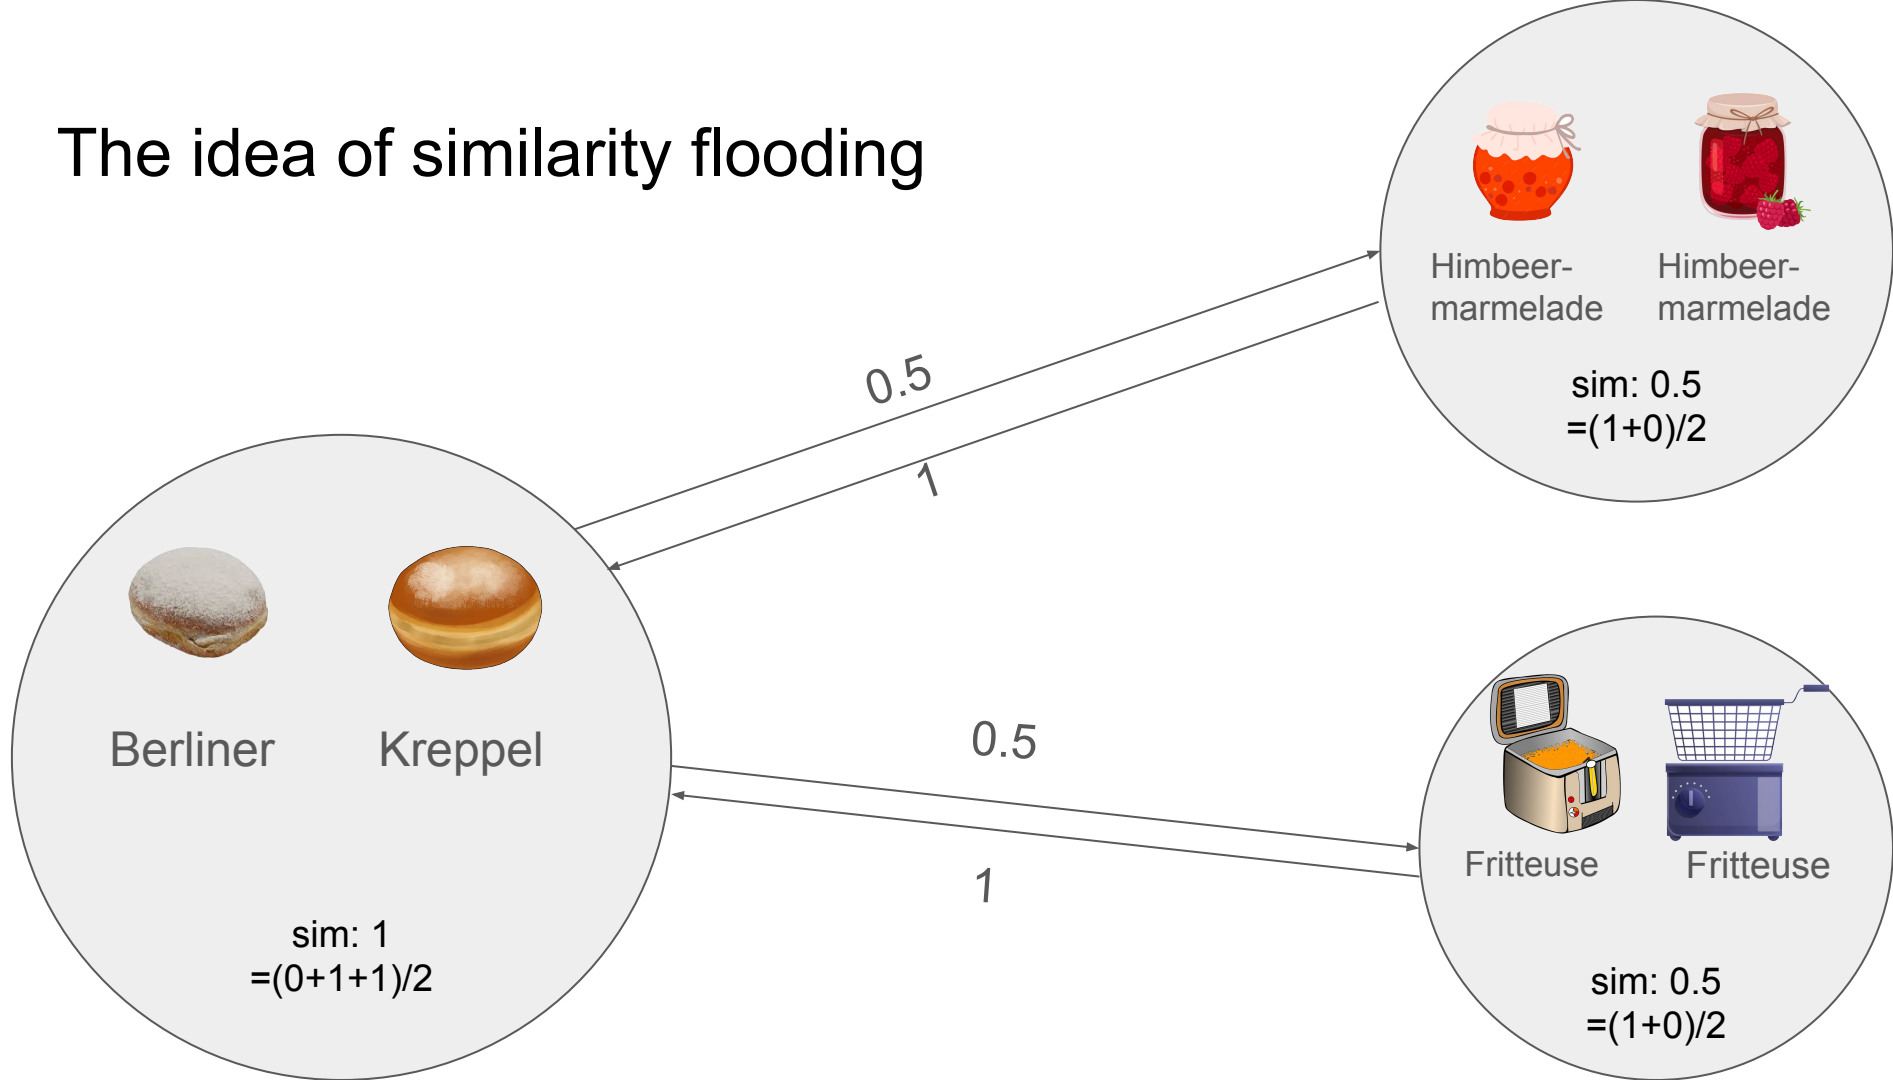 The idea of similarity flooding
Himbeer-
marmelade
Himbeer-
marmelade
sim: 0.5
=(1+0)/2
0.5
1
Berliner
Kreppel
sim: 1
=(0+1+1)/2
0.5
1
Fritteuse
Fritteuse
sim: 0.5
=(1+0)/2